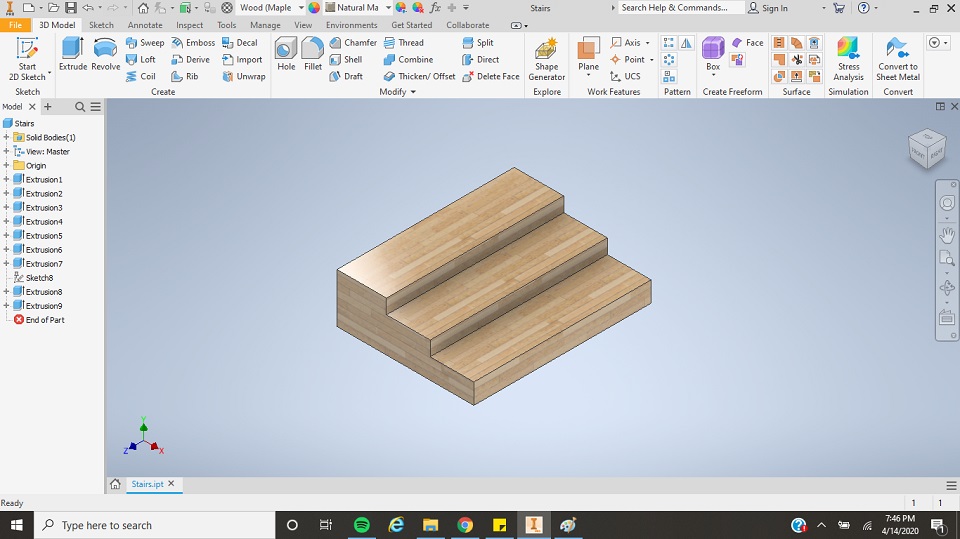 Wood (Maple
Natural Ma
Stairs
Search Help & Commands...
Sign In
File 3D Model Sketch Annotate Inspect Tools Manage View Environments Get Started Collaborate
Start 2D Sketch
Extrude
Revolve
Sweep Emboss Decal
Loft Derive Import
Coil Rib Unwrap
Hole
Fillet
Chamfer Thread Split
Shell Combine Direct
Draft Thicken/ Offset Delete Face
Shape Generator
Plane
Axis
Point
UCS
Box
Face
Stress Analysis
Convert to Sheet Metal
Sketch Create Modify Explore Work Features Pattern Create Freeform Surface Simulation Convert
Model
Stairs
Solid Bodies(1)
View: Master
Origin
Extrusion1
Extrusion2
Extrusion3
Extrusion4
Extrusion5
Extrusion6
Extrusion7
Sketch8
Extrusion8
Extrusion9
End of Part
FRONT RIGHT
Y
Z X
Stairs.ipt
Ready 1 1
Type here to search
7:46 PM
4/14/2020
1